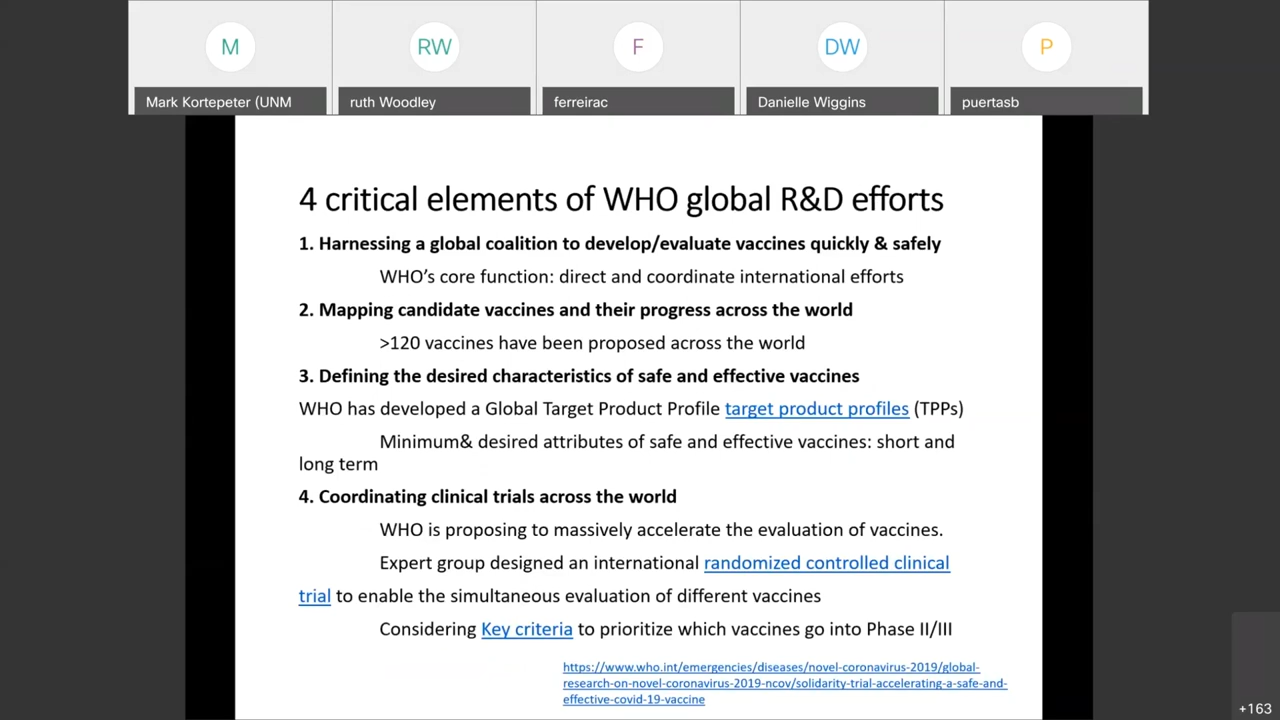 M
RW
F
DW
P
Mark Kortepeter (UNM
ruth Woodley
ferreirac
Danielle Wiggins
puertasb
4 critical elements of WHO global R&D efforts
1. Harnessing a global coalition to develop/evaluate vaccines quickly & safely
WHO's core function: direct and coordinate international efforts
2. Mapping candidate vaccines and their progress across the world
>120 vaccines have been proposed across the world
3. Defining the desired characteristics of safe and effective vaccines
WHO has developed a Global Target Product Profile target product profiles (TPPs)
Minimum& desired attributes of safe and effective vaccines: short and
long term
4. Coordinating clinical trials across the world
WHO is proposing to massively accelerate the evaluation of vaccines.
Expert group designed an international randomized controlled clinical
trial to enable the simultaneous evaluation of different vaccines
Considering Key criteria to prioritize which vaccines go into Phase II/III
https://www.who.int/emergencies/diseases/novel-coronavirus-2019/global-
research-on-novel-coronavirus-2019-ncov/solidarity-trial-accelerating-a-safe-and-
effective-covid-19-vaccine
+163